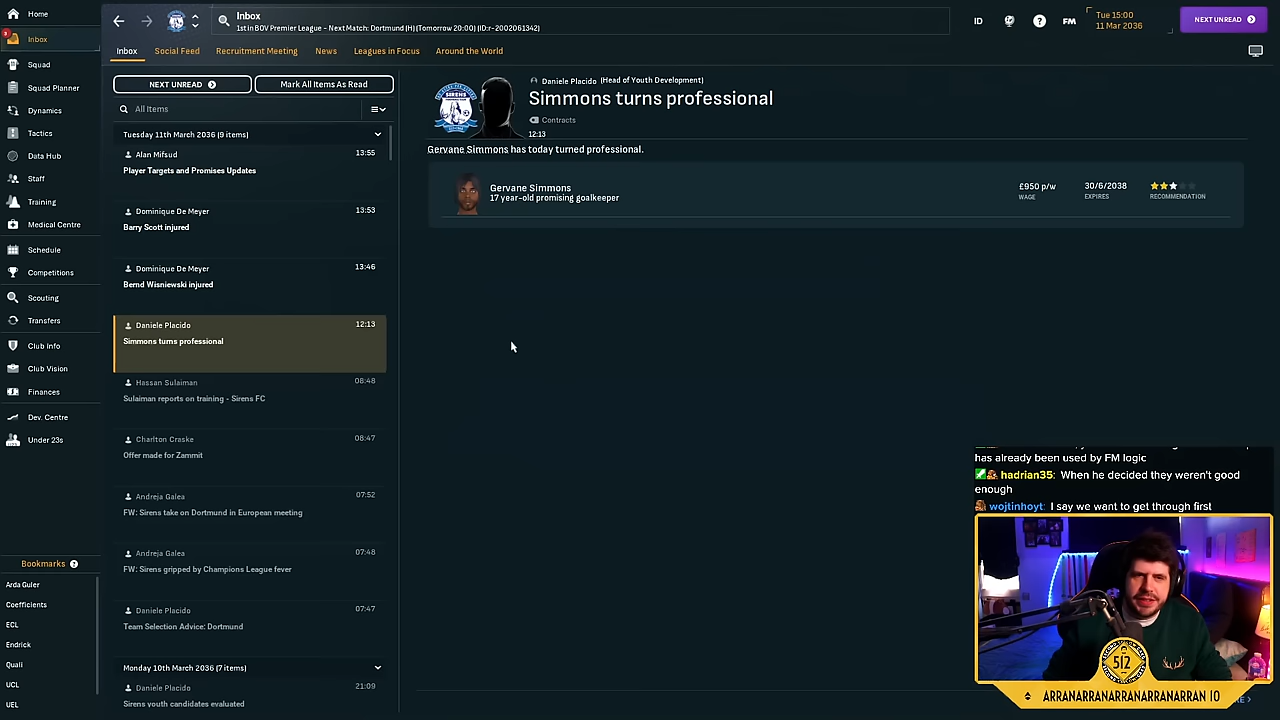 Home
Inbox
Squad
Squad Planner
Dynamics
Tactics
Data Hub
Staff
Training
Medical Centre
Schedule
Competitions
Scouting
Transfers
Club Info
Club Vision
Finances
Dev. Centre
Under 23s
Bookmarks
Arda Guler
Coefficients
ECL
Endrick
Quali
UCL
UEL
Inbox
1st in BOV Premier League - Next Match: Dortmund (H) (Tomorrow 20:00) (ID:r-2002061342)
ID
FM
Tue 15:00
11 Mar 2036
NEXT UNREAD
Inbox
Social Feed
Recruitment Meeting
News
Leagues in Focus
Around the World
NEXT UNREAD
Mark All Items As Read
All Items
Tuesday 11th March 2036 (9 items)
Alan Mifsud 13:55
Player Targets and Promises Updates
Dominique De Meyer 13:53
Barry Scott injured
Dominique De Meyer 13:46
Bernd Wisniewski injured
Daniele Placido 12:13
Simmons turns professional
Hassan Sulaiman 08:48
Sulaiman reports on training - Sirens FC
Charlton Craske 08:47
Offer made for Zammit
Andreja Galea 07:52
FW: Sirens take on Dortmund in European meeting
Andreja Galea 07:48
FW: Sirens gripped by Champions League fever
Daniele Placido 07:47
Team Selection Advice: Dortmund
Monday 10th March 2036 (7 items)
Daniele Placido 21:09
Sirens youth candidates evaluated
SIRENS
Daniele Placido (Head of Youth Development)
Simmons turns professional
Contracts
12:13
Gervane Simmons has today turned professional.
Gervane Simmons
17 year-old promising goalkeeper
£950 p/w
WAGE
30/6/2038
EXPIRES
RECOMMENDATION
has already been used by FM logic
hadrian35: When he decided they weren't good
enough
wojtinhoyt: I say we want to get through first
512
ARRANARRANARRANARRANARRAN IO